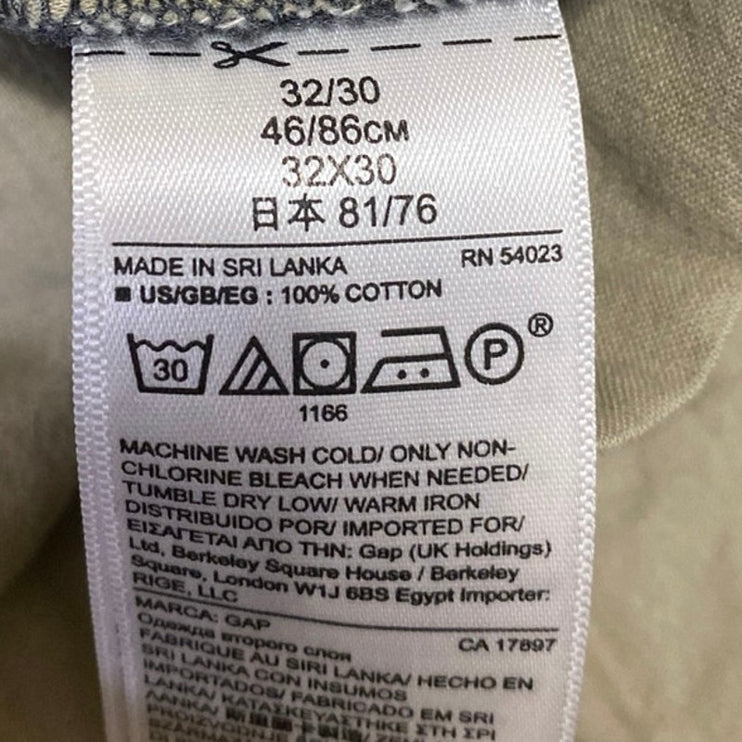 32/30
46/86CM
32X30
日本 81/76
MADE IN SRI LANKA RN 54023
US/GB/EG : 100% COTTON
30 P ®
1166
MACHINE WASH COLD/ ONLY NON-
CHLORINE BLEACH WHEN NEEDED/
TUMBLE DRY LOW/ WARM IRON
DISTRIBUIDO POR/ IMPORTED FOR/
ΕΙΣΑΓΕΤΑΙ ΑΠΟ ΤΗΝ: Gap (UK Holdings)
Ltd, Berkeley Square House / Berkeley
Square, London W1J 6BS Egypt Importer:
RIGE, LLC
MARCA: GAP
Одежда второго слоя CA 17897
FABRIQUE AU SIRI LANKA/ HECHO EN
SRI LANKA CON INSUMOS
IMPORTADOS/ FABRICADO EM SRI
LANKA/ ΚΑΤΑΣΚΕΥΑΣΤΗΚΕ ΣΤΗ ΣΡΙ
ΛΑΝΚΑ/
PROIZVODNJE